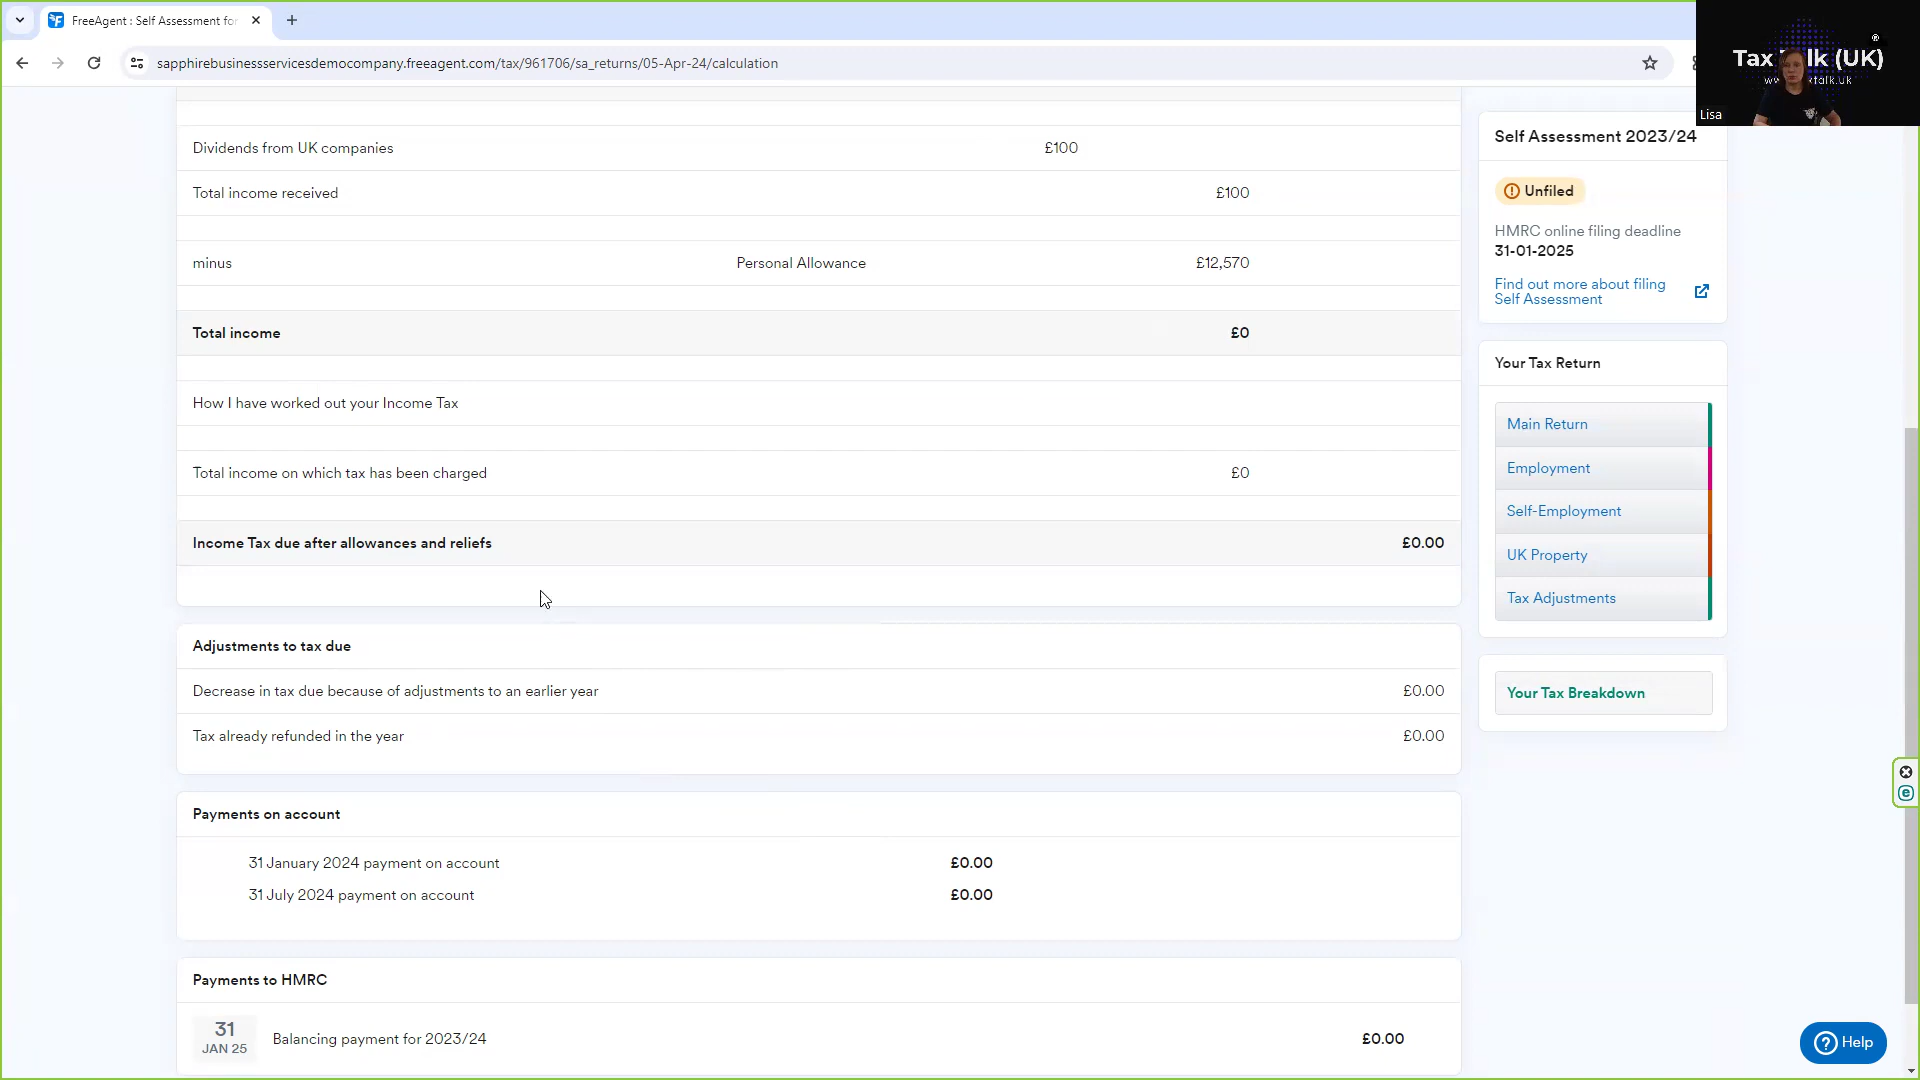 FreeAgent : Self Assessment for
sapphirebusinessservicesdemocompany.freeagent.com/tax/961706/sa_returns/05-Apr-24/calculation
Tax Talk (UK)
®
Lisa
Dividends from UK companies £100
Total income received £100
minus Personal Allowance £12,570
Total income £0
How I have worked out your Income Tax
Total income on which tax has been charged £0
Income Tax due after allowances and reliefs £0.00
Adjustments to tax due
Decrease in tax due because of adjustments to an earlier year £0.00
Tax already refunded in the year £0.00
Payments on account
31 January 2024 payment on account £0.00
31 July 2024 payment on account £0.00
Payments to HMRC
31
JAN 25
Balancing payment for 2023/24 £0.00
Self Assessment 2023/24
Unfiled
HMRC online filing deadline
31-01-2025
Find out more about filing
Self Assessment
Your Tax Return
Main Return
Employment
Self-Employment
UK Property
Tax Adjustments
Your Tax Breakdown
Help